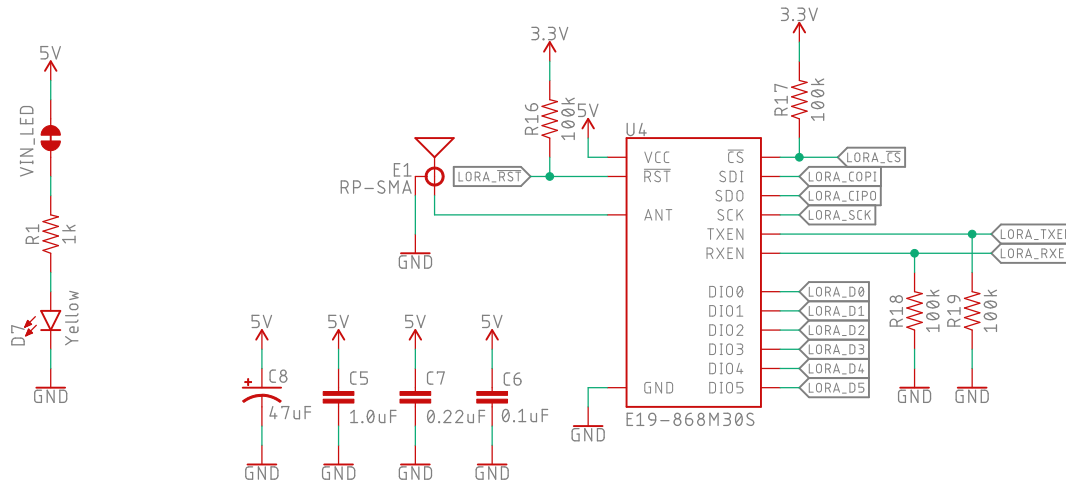 5V
VIN_LED
R1
1k
D7
Yellow
GND
3.3V
R16
100k
5V
E1
RP-SMA
LORA_RST
GND
3.3V
R17
100k
U4
VCC
RST
ANT
GND
CS
SDI
SDO
SCK
TXEN
RXEN
DIO0
DIO1
DIO2
DIO3
DIO4
DIO5
E19-868M30S
GND
LORA_CS
LORA_COPI
LORA_CIPO
LORA_SCK
LORA_TXE
LORA_RXE
LORA_D0
LORA_D1
LORA_D2
LORA_D3
LORA_D4
LORA_D5
R18
100k
R19
100k
GND
GND
5V
+
C8
47uF
GND
5V
C5
1.0uF
GND
5V
C7
0.22uF
GND
5V
C6
0.1uF
GND